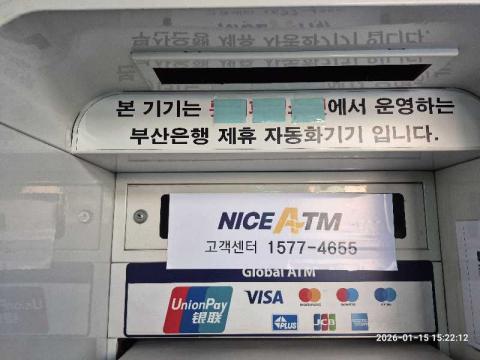 본 기기는 에서 운영하는
부산은행 제휴 자동화기기 입니다.
NICE ATM
고객센터 1577-4655
Global ATM
UnionPay
银联
VISA
PLUS
JCB
2026-01-15 15:22:12